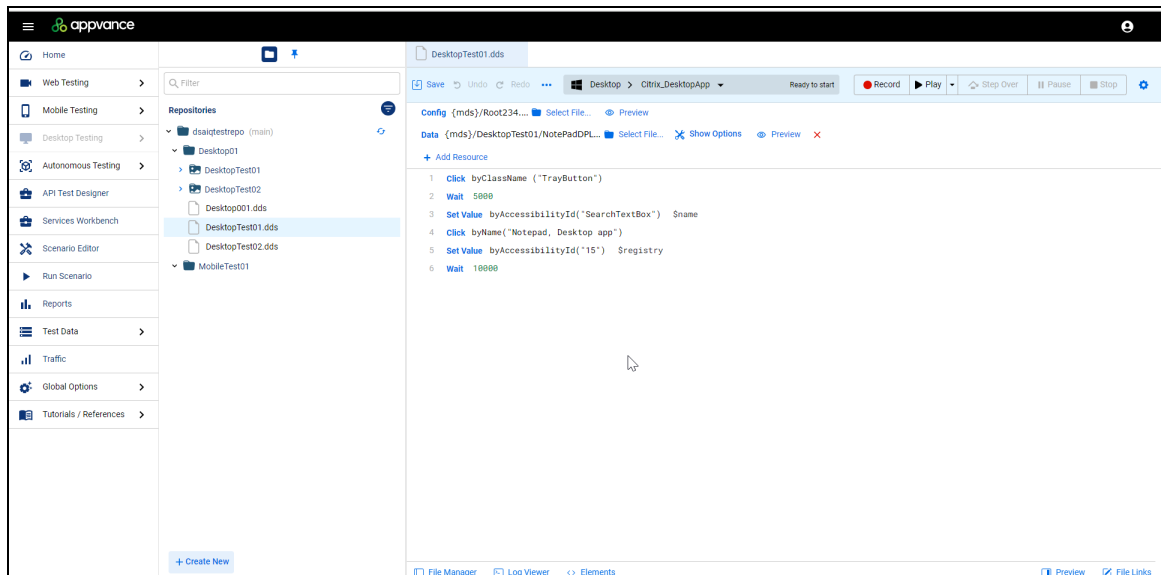 appvance
Home
Web Testing
Mobile Testing
Desktop Testing
Autonomous Testing
API Test Designer
Services Workbench
Scenario Editor
Run Scenario
Reports
Test Data
Traffic
Global Options
Tutorials / References
Filter
Repositories
dsaiqtestrepo (main)
Desktop01
DesktopTest01
DesktopTest02
Desktop001.dds
DesktopTest01.dds
DesktopTest02.dds
MobileTest01
+ Create New
DesktopTest01.dds
Save Undo Redo ••• Desktop > Citrix_DesktopApp Ready to start Record Play Step Over Pause Stop
Config {mds}/Root234.... Select File... Preview
Data {mds}/DesktopTest01/NotePadDPL... Select File... Show Options Preview
+ Add Resource
1 Click byClassName ("TrayButton")
2 Wait 5000
3 Set Value byAccessibilityId("SearchTextBox") $name
4 Click byName("Notepad, Desktop app")
5 Set Value byAccessibilityId("15") $registry
6 Wait 10000
File Manager Log Viewer <> Elements Preview File Links